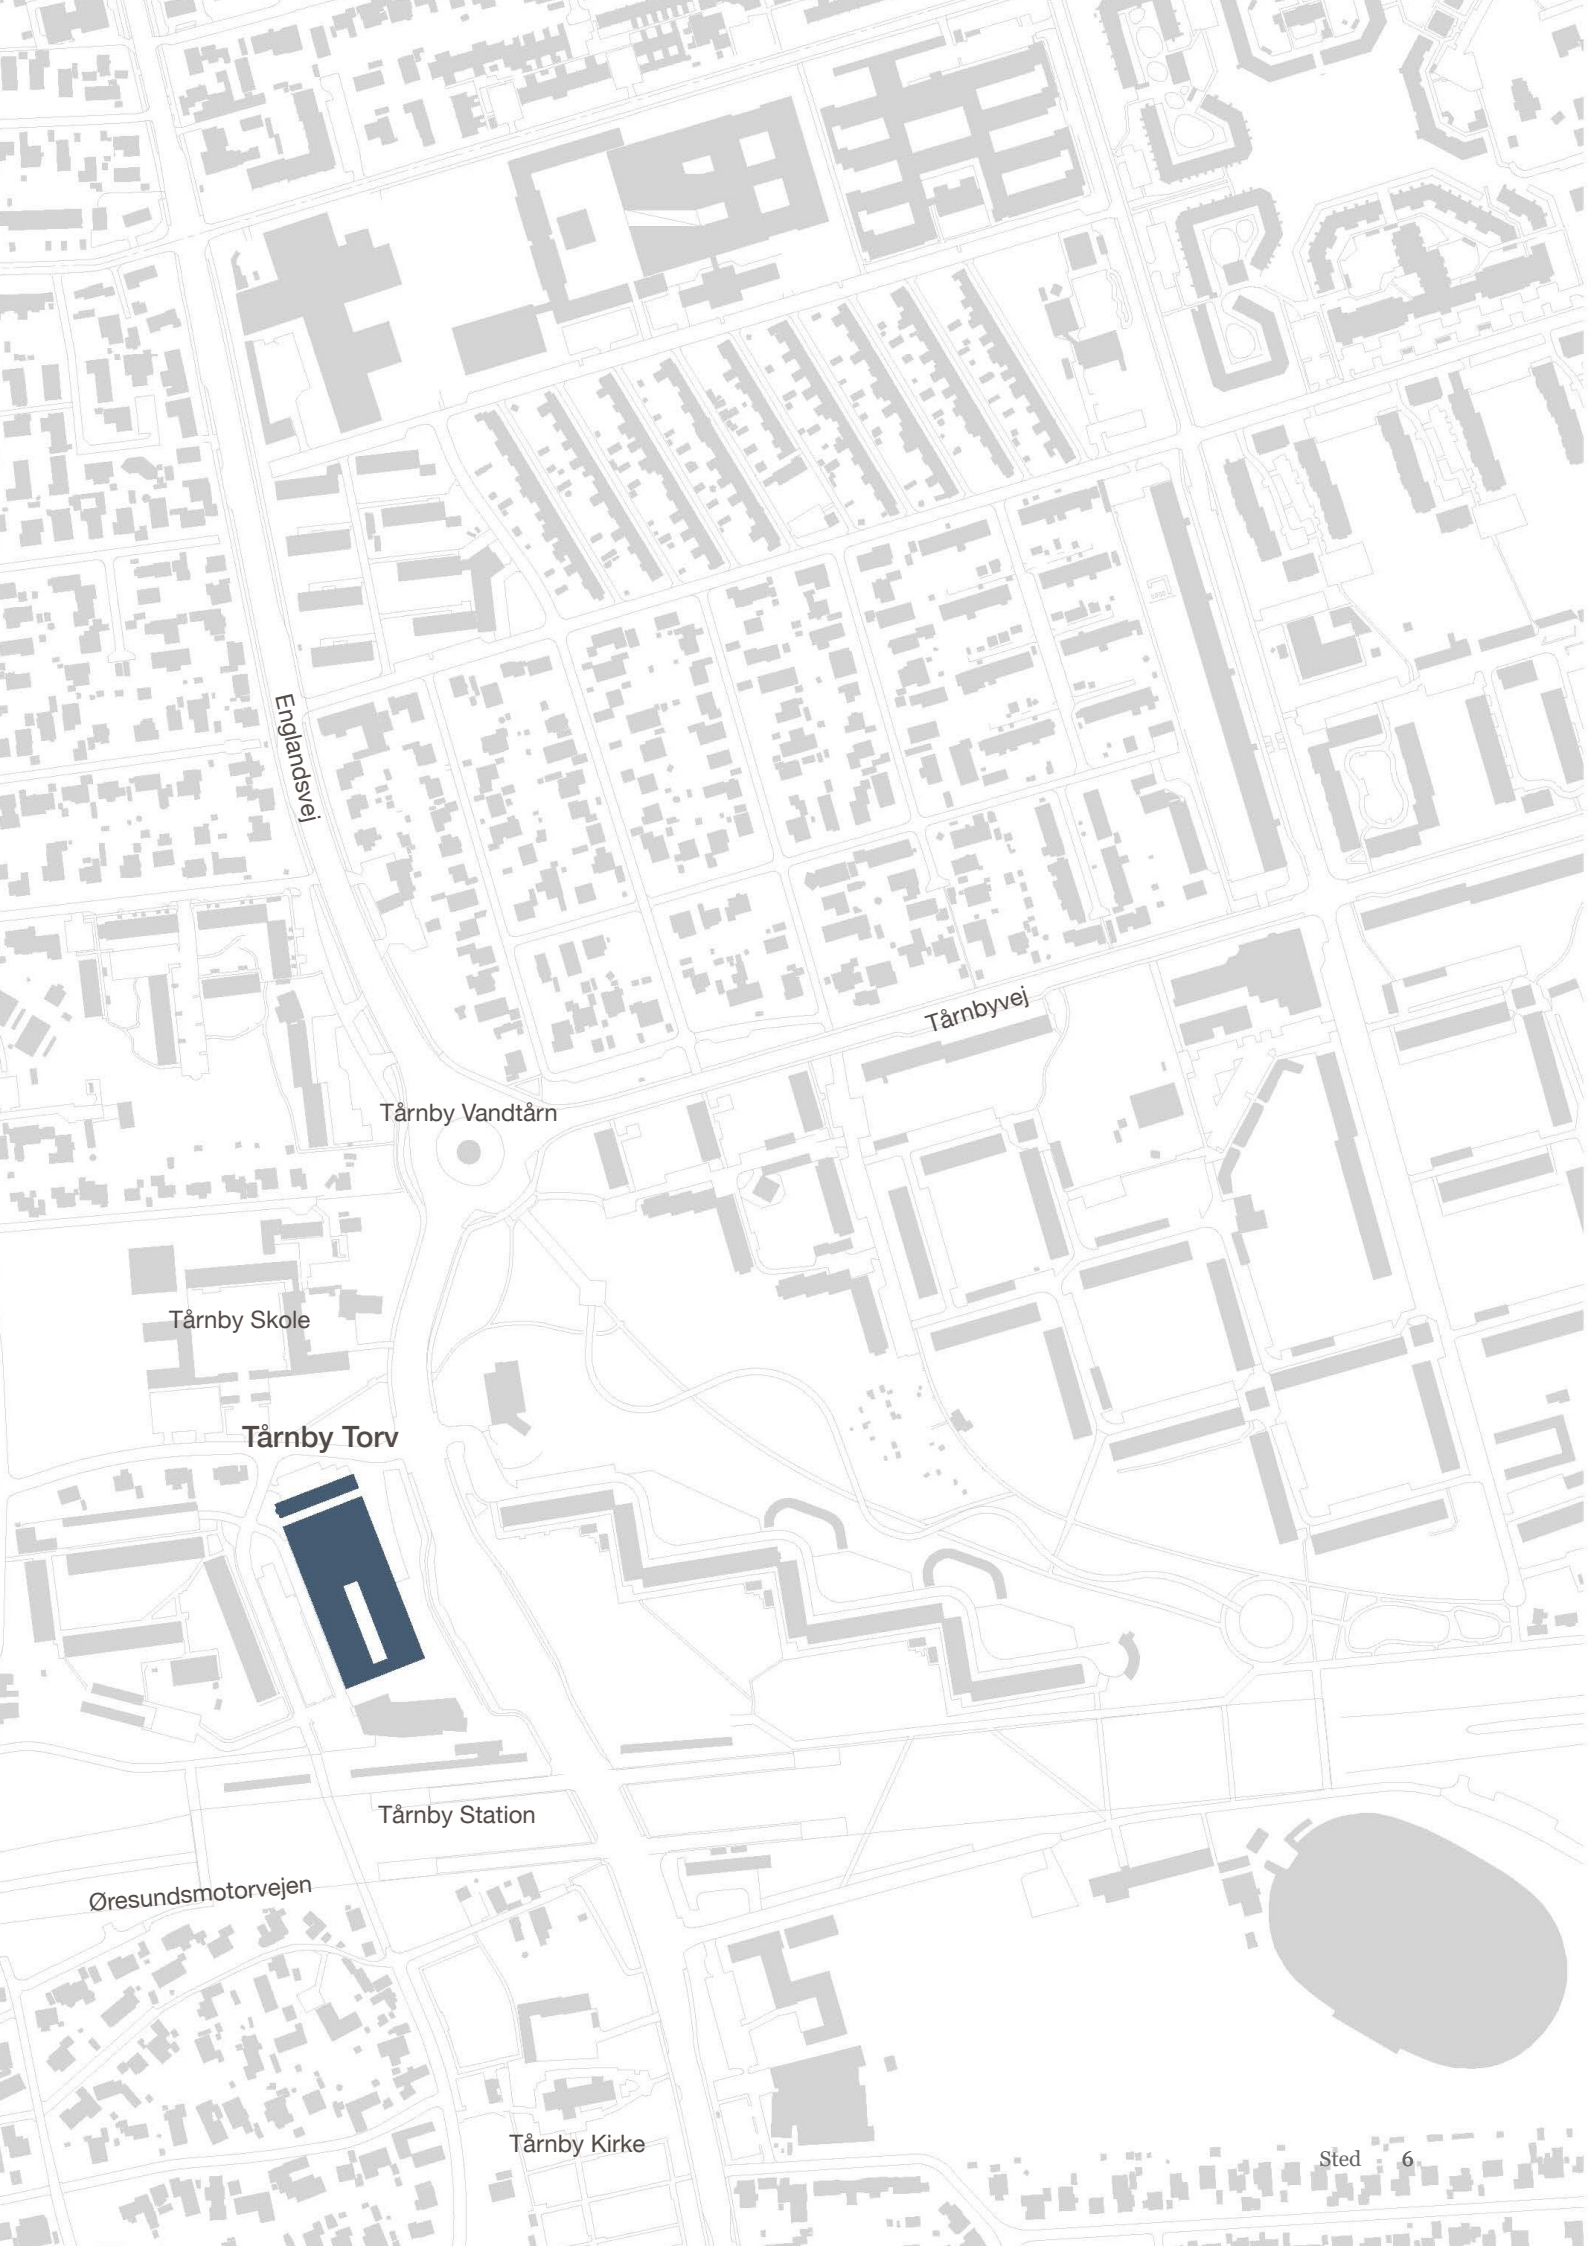 Englandsvej
Tårnbyvej
Tårnby Vandtårn
Tårnby Skole
Tårnby Torv
Tårnby Station
Øresundsmotorvejen
Tårnby Kirke
Sted 6